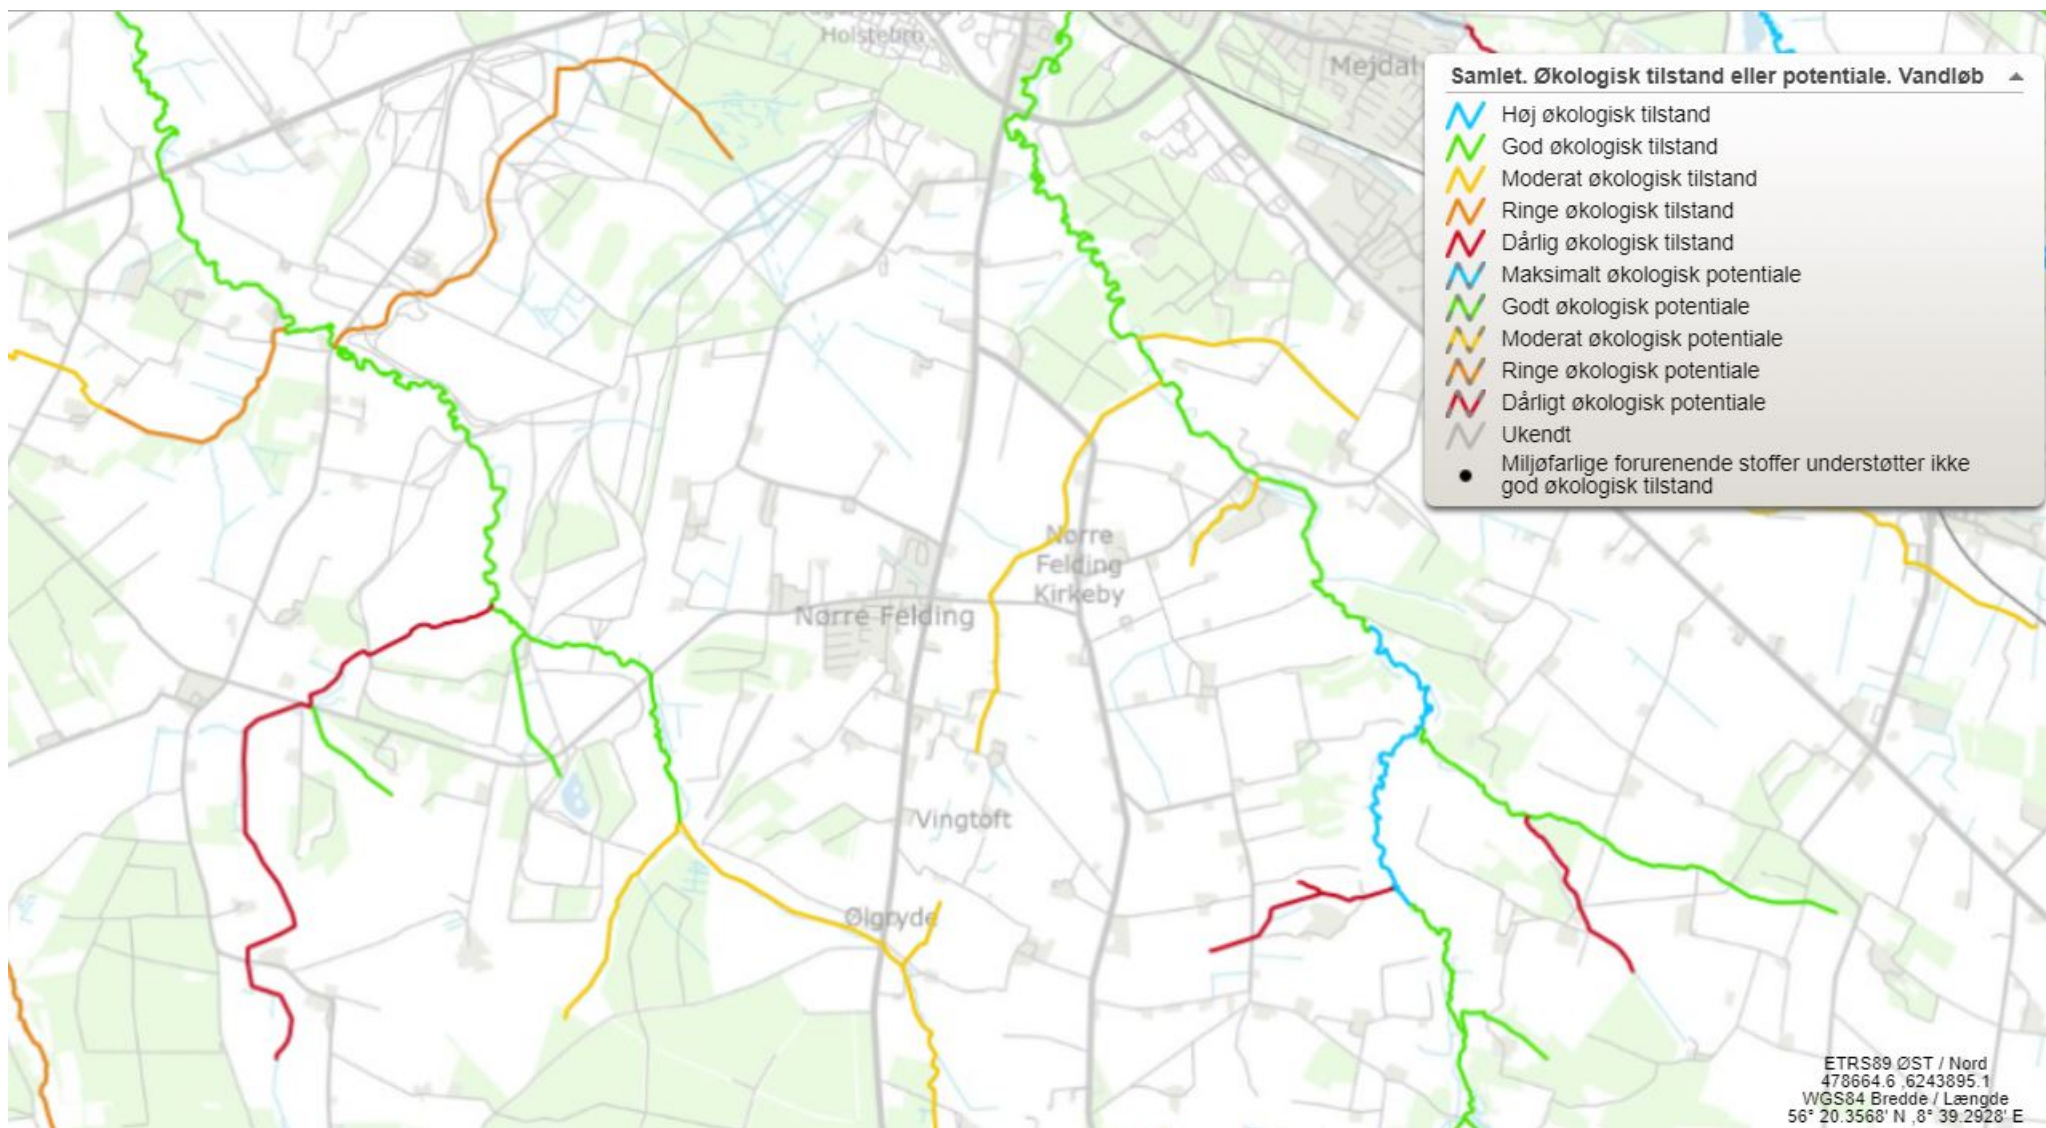 Holstebro
Mejdal
Samlet. Økologisk tilstand eller potentiale. Vandløb
Høj økologisk tilstand
God økologisk tilstand
Moderat økologisk tilstand
Ringe økologisk tilstand
Dårlig økologisk tilstand
Maksimalt økologisk potentiale
Godt økologisk potentiale
Moderat økologisk potentiale
Ringe økologisk potentiale
Dårligt økologisk potentiale
Ukendt
Miljøfarlige forurenende stoffer understøtter ikke
god økologisk tilstand
Nørre
Felding
Kirkeby
Nørre Felding
Vingtoft
Ølgryde
ETRS89 ØST / Nord
478664.6 ,6243895.1
WGS84 Bredde / Længde
56° 20.3568' N ,8° 39.2928' E